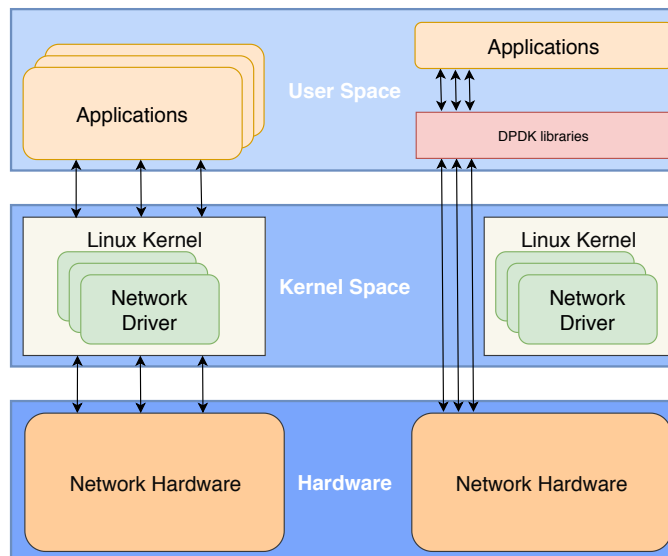 Applications
User Space
Applications
DPDK libraries
Linux Kernel
Network
Driver
Kernel Space
Linux Kernel
Network
Driver
Network Hardware
Hardware
Network Hardware